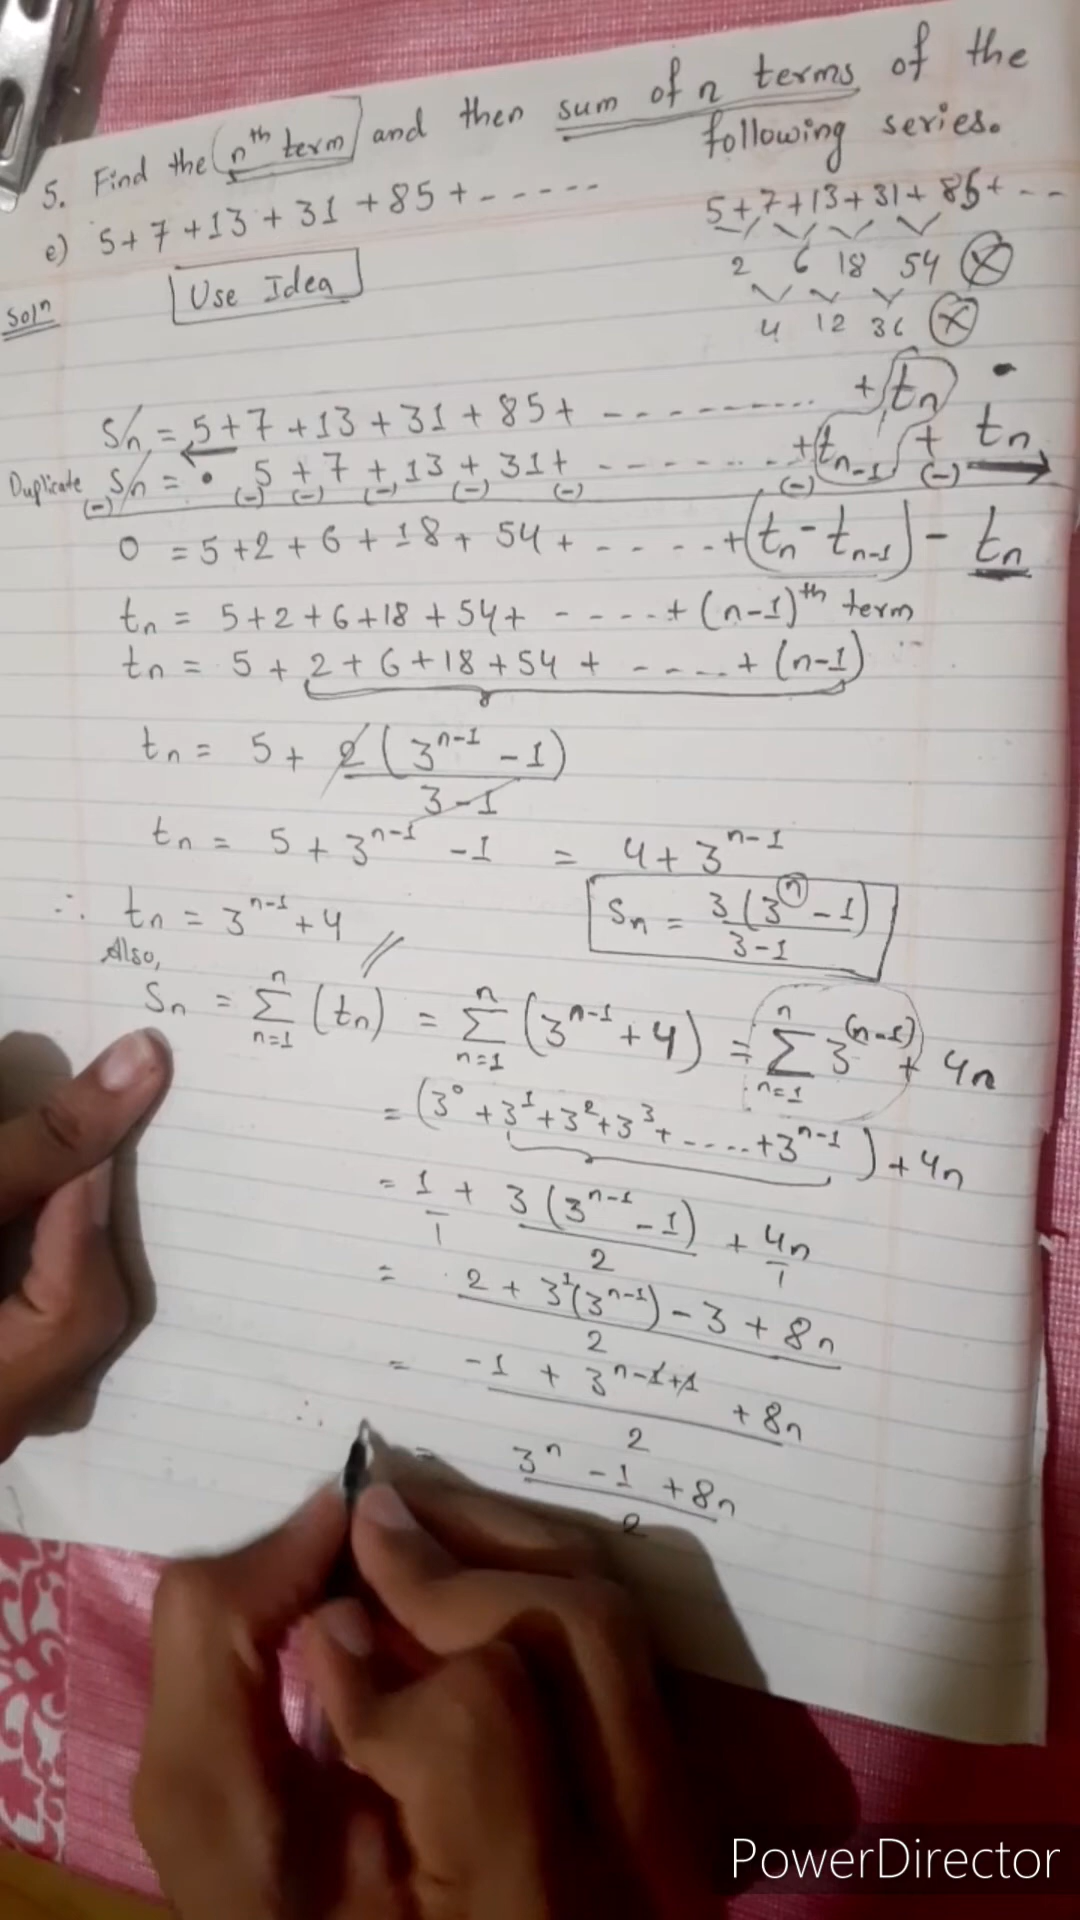 5. Find the nth term and then sum of n terms of the
following series.
e) 5+7+13+31+85+-----
5+7+13+31+85+---
2 6 18 54 ×
4 12 36 ×
Soln
Use Idea
Sn = 5+7+13+31+85+ ---------- + tn
Duplicate Sn = 5+7+13+31+ -------- + tn-1 + tn
(-) (-) (-) (-) (-) (-) (-) (-)
0 = 5+2+6+18+54+-----+(tn-tn-1) - tn
tn = 5+2+6+18+54+ -----+(n-1)th term
tn = 5+2+6+18+54+ -----+(n-1)
tn = 5 + 2(3^(n-1) -1) / 3-1
tn = 5+3^(n-1) -1 = 4+3^(n-1)
∴ tn = 3^(n-1) +4
Sn = 3(3^n -1) / 3-1
Also,
Sn = Σ n=1 n (tn) = Σ n=1 n (3^(n-1) +4) = Σ n=1 n 3^(n-1) + 4n
= (3^0+3^1+3^2+3^3+-----+3^(n-1)) + 4n
= 1/1 + 3(3^(n-1) -1) / 2 + 4n/1
= 2+3^1(3^(n-1)) -3+8n / 2
= -1 + 3^(n-1+1) + 8n / 2
∴ = 3^n -1 +8n / 2
PowerDirector